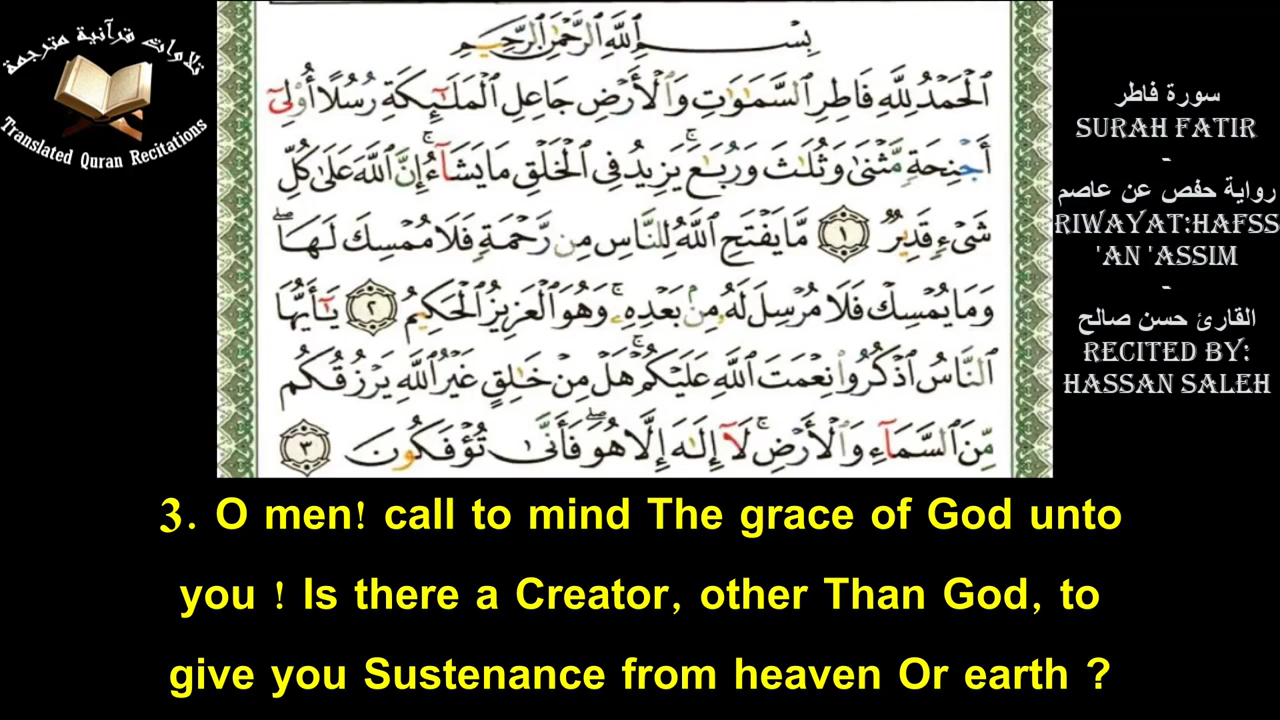 تلاوات قرآنية مترجمة
Translated Quran Recitations
بِسْمِ ٱللَّهِ ٱلرَّحْمَٰنِ ٱلرَّحِيمِ
ٱلْحَمْدُ لِلَّهِ فَاطِرِ ٱلسَّمَٰوَٰتِ وَٱلْأَرْضِ جَاعِلِ ٱلْمَلَٰٓئِكَةِ رُسُلًا أُو۟لِىٓ
أَجْنِحَةٍ مَّثْنَىٰ وَثُلَٰثَ وَرُبَٰعَ ۚ يَزِيدُ فِى ٱلْخَلْقِ مَا يَشَآءُ ۚ إِنَّ ٱللَّهَ عَلَىٰ كُلِّ
شَىْءٍ قَدِيرٌ ١ مَّا يَفْتَحِ ٱللَّهُ لِلنَّاسِ مِن رَّحْمَةٍ فَلَا مُمْسِكَ لَهَا ۖ
وَمَا يُمْسِكْ فَلَا مُرْسِلَ لَهُۥ مِنۢ بَعْدِهِۦ ۚ وَهُوَ ٱلْعَزِيزُ ٱلْحَكِيمُ ٢ يَٰٓأَيُّهَا
ٱلنَّاسُ ٱذْكُرُوا۟ نِعْمَتَ ٱللَّهِ عَلَيْكُمْ ۚ هَلْ مِنْ خَٰلِقٍ غَيْرُ ٱللَّهِ يَرْزُقُكُم
مِّنَ ٱلسَّمَآءِ وَٱلْأَرْضِ ۚ لَآ إِلَٰهَ إِلَّا هُوَ ۖ فَأَنَّىٰ تُؤْفَكُونَ ٣
سورة فاطر
SURAH FATIR
-
رواية حفص عن عاصم
RIWAYAT:HAFSS
'AN 'ASSIM
-
القارئ حسن صالح
RECITED BY:
HASSAN SALEH
3. O men! call to mind The grace of God unto
you ! Is there a Creator, other Than God, to
give you Sustenance from heaven Or earth ?